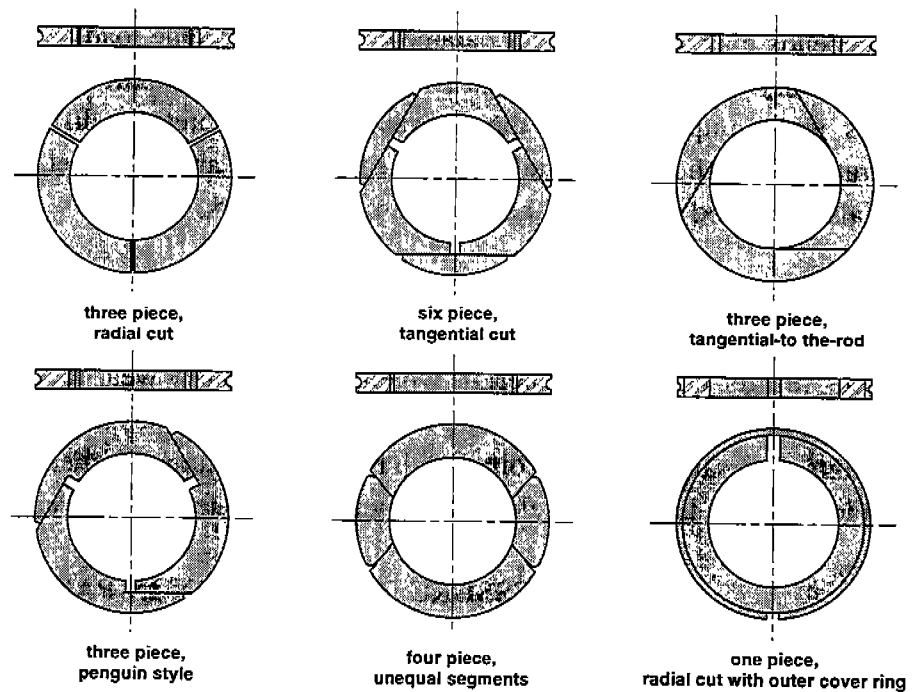 three piece,
radial cut
six piece,
tangential cut
three piece,
tangential-to the-rod
three piece,
penguin style
four piece,
unequal segments
one piece,
radial cut with outer cover ring